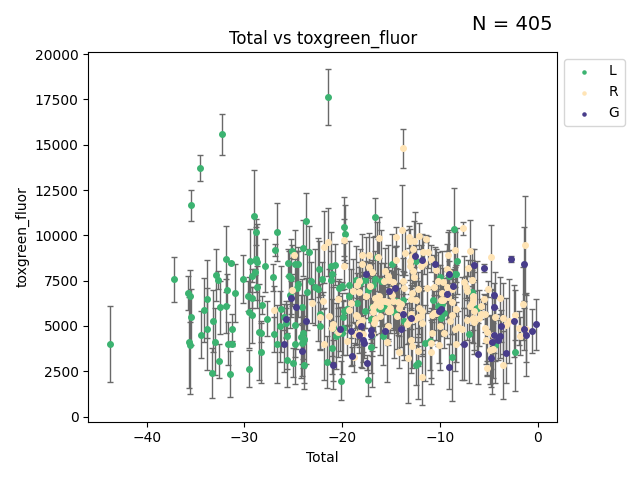 N = 405
Total vs toxgreen_fluor
20000
17500
15000
12500
10000
7500
5000
2500
0
toxgreen_fluor
−40
−30
−20
−10
0
Total
L
R
G